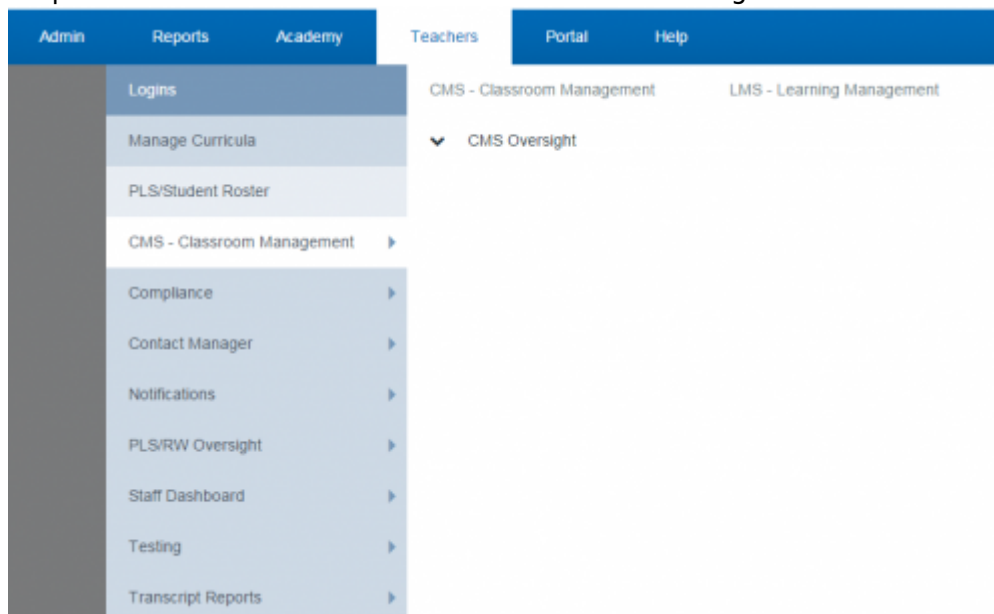 Admin Reports Academy Teachers Portal Help
Logins
CMS - Classroom Management LMS - Learning Management
Manage Curricula
CMS Oversight
PLS/Student Roster
CMS - Classroom Management
Compliance
Contact Manager
Notifications
PLS/RW Oversight
Staff Dashboard
Testing
Transcript Reports